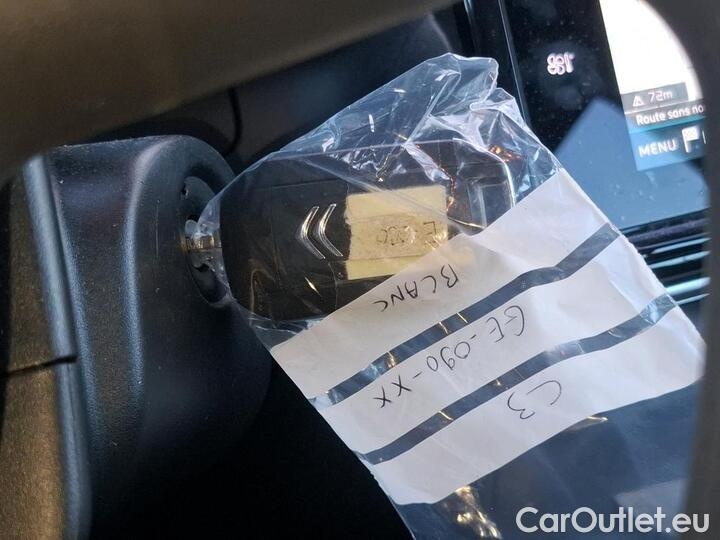 72m
Route sans no
MENU
BLANC
GE-090-XX
C3
CarOutlet.eu